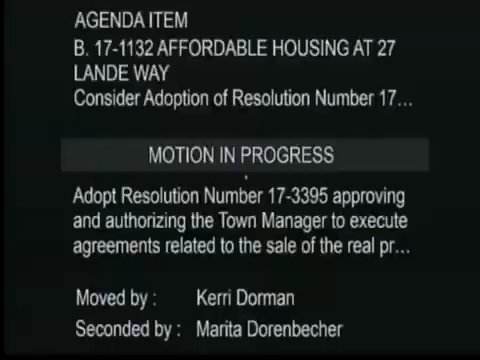 AGENDA ITEM
B. 17-1132 AFFORDABLE HOUSING AT 27
LANDE WAY
Consider Adoption of Resolution Number 17...
MOTION IN PROGRESS
Adopt Resolution Number 17-3395 approving
and authorizing the Town Manager to execute
agreements related to the sale of the real pr...
Moved by : Kerri Dorman
Seconded by : Marita Dorenbecher